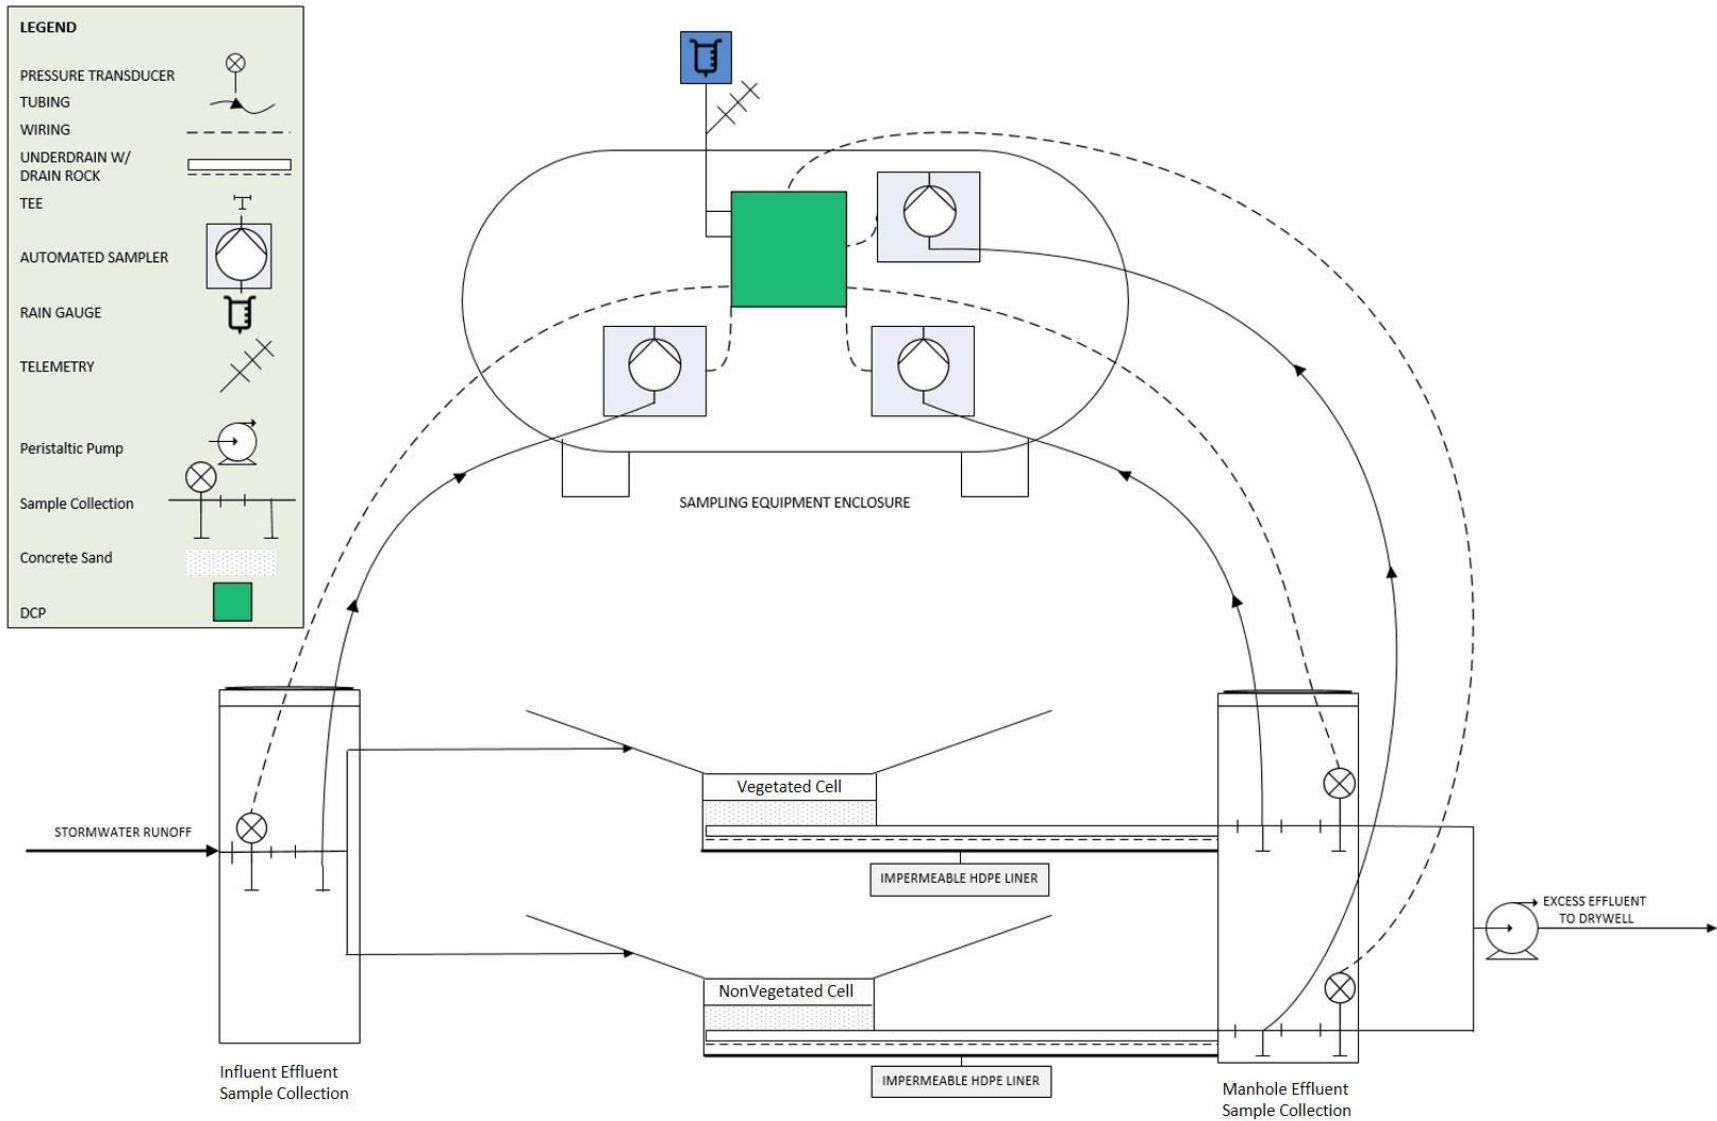 LEGEND
PRESSURE TRANSDUCER
TUBING
WIRING
UNDERDRAIN W/
DRAIN ROCK
TEE
AUTOMATED SAMPLER
RAIN GAUGE
TELEMETRY
Peristaltic Pump
Sample Collection
Concrete Sand
DCP
SAMPLING EQUIPMENT ENCLOSURE
STORMWATER RUNOFF
Vegetated Cell
IMPERMEABLE HDPE LINER
EXCESS EFFLUENT
TO DRYWELL
NonVegetated Cell
IMPERMEABLE HDPE LINER
Influent Effluent
Sample Collection
Manhole Effluent
Sample Collection